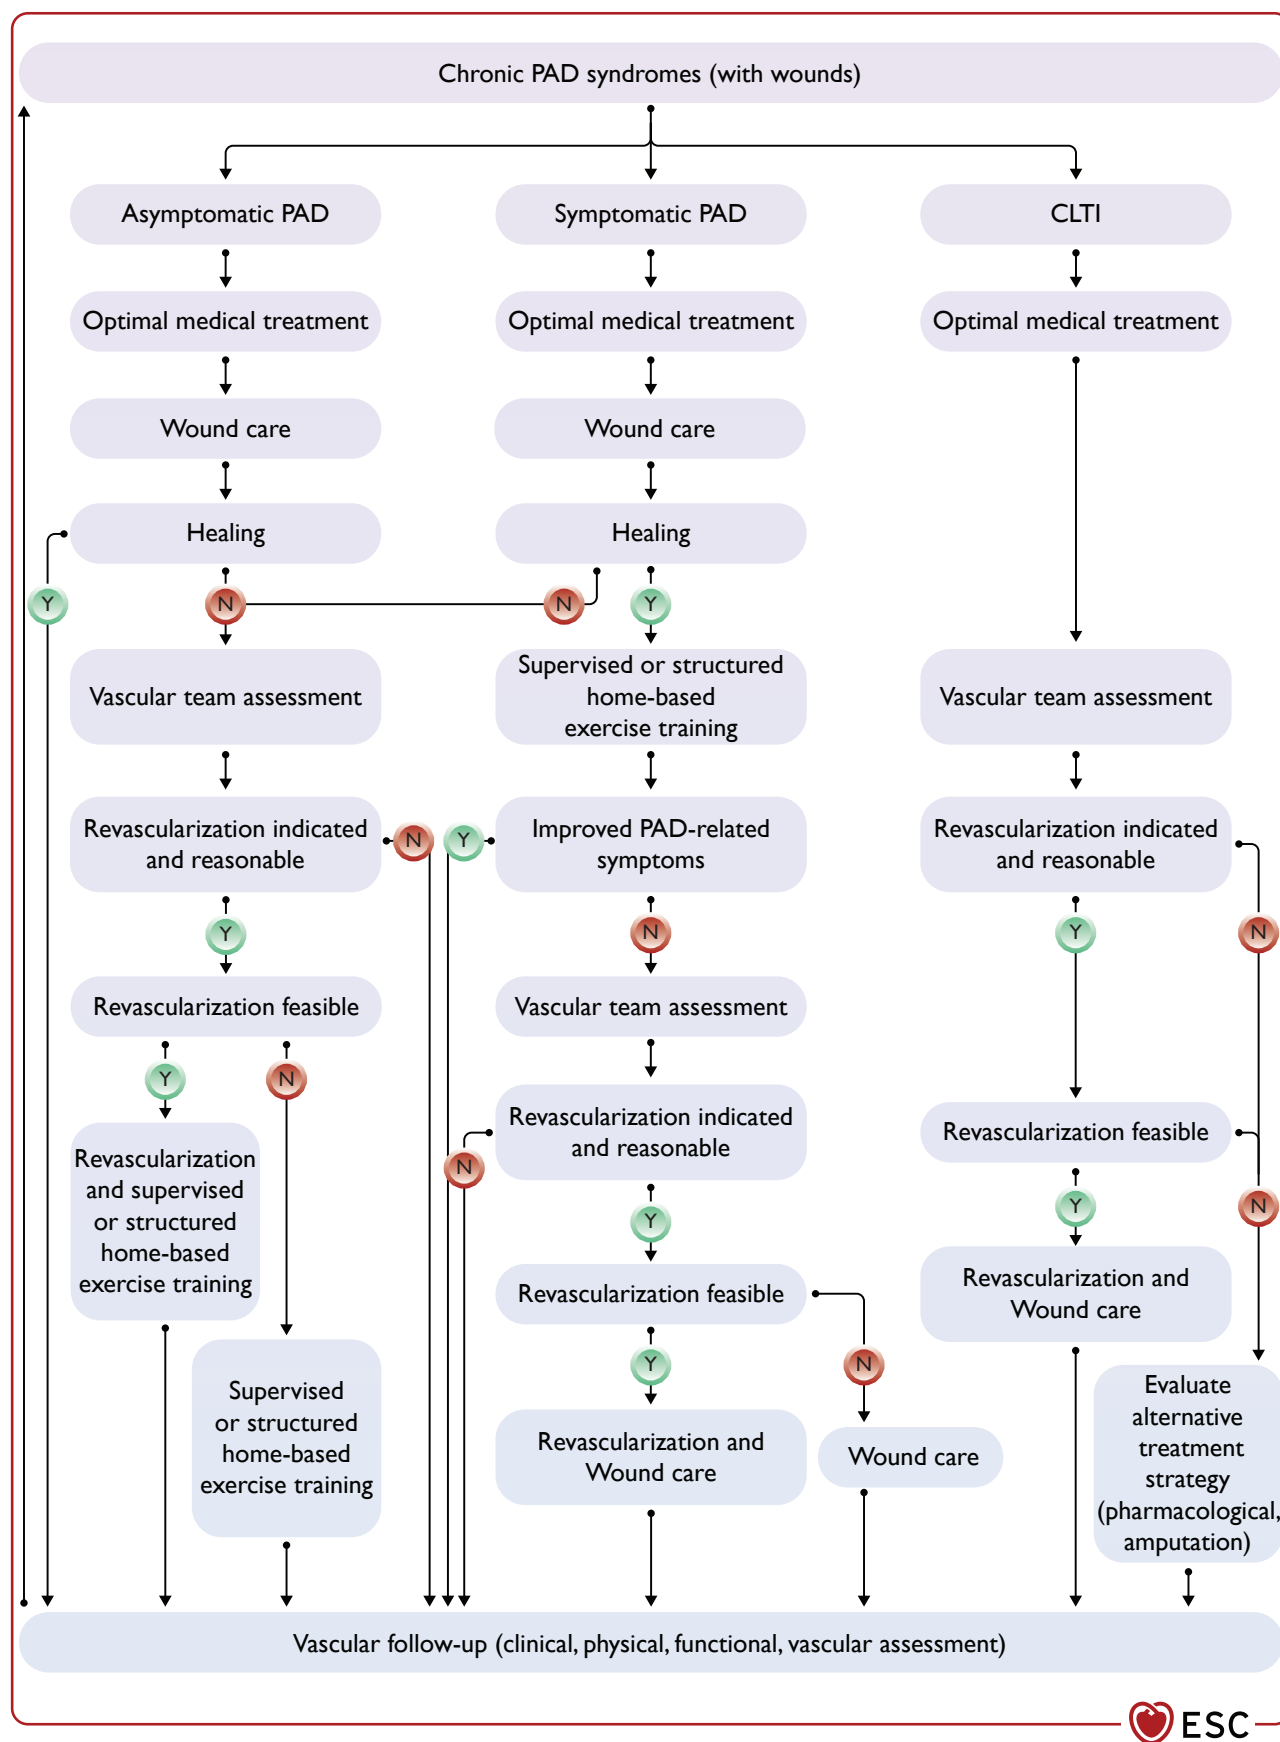 Chronic PAD syndromes (with wounds)
Asymptomatic PAD
Symptomatic PAD
CLTI
Optimal medical treatment
Optimal medical treatment
Optimal medical treatment
Wound care
Wound care
Healing
Healing
Y
N
N
Y
Vascular team assessment
Supervised or structured
home-based
exercise training
Vascular team assessment
Revascularization indicated
and reasonable
N
Y
Improved PAD-related
symptoms
Revascularization indicated
and reasonable
Y
N
Y
N
Revascularization feasible
Vascular team assessment
Y
N
Revascularization indicated
and reasonable
N
Revascularization feasible
Revascularization
and supervised
or structured
home-based
exercise training
Y
Y
N
Revascularization feasible
Revascularization and
Wound care
Y
N
Supervised
or structured
home-based
exercise training
Revascularization and
Wound care
Wound care
Evaluate
alternative
treatment
strategy
(pharmacological,
amputation)
Vascular follow-up (clinical, physical, functional, vascular assessment)
ESC